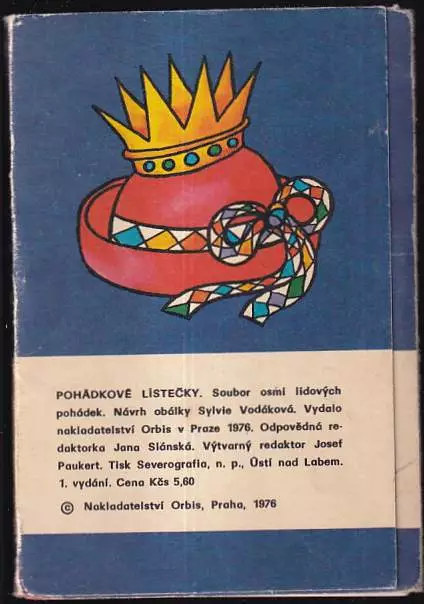 POHÁDKOVÉ LÍSTEČKY. Soubor osmi lidových
pohádek. Návrh obálky Sylvie Vodáková. Vydalo
nakladatelství Orbis v Praze 1976. Odpovědná re-
daktorka Jana Slánská. Výtvarný redaktor Josef
Paukert. Tisk Severografia, n. p., Ústí nad Labem.
1. vydání. Cena Kčs 5,60
© Nakladatelství Orbis, Praha, 1976